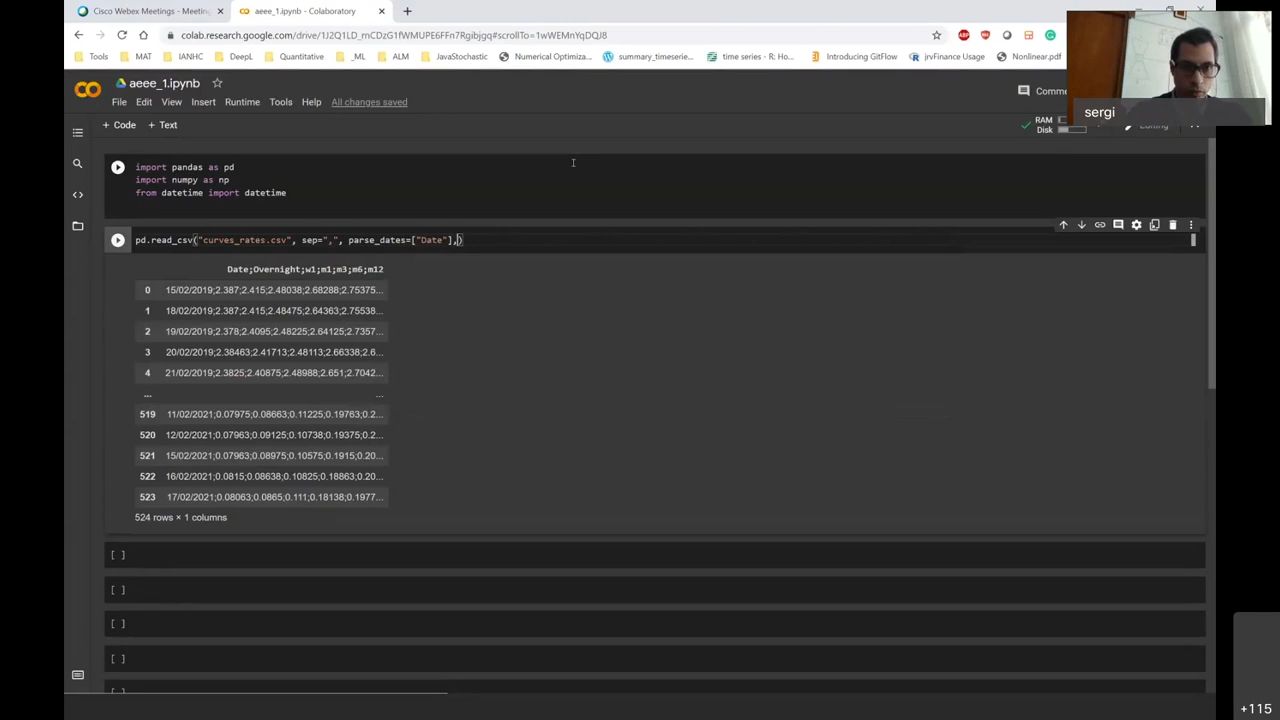 Cisco Webex Meetings - Meeting
aeee_1.ipynb - Colaboratory
colab.research.google.com/drive/1J2Q1LD_mCDzG1fWMUPE6FFn7Rgibjgq#scrollTo=1wWEMnYqDQJ8
Tools MAT IANHC DeepL Quantitative _ML ALM JavaStochastic Numerical Optimiza... summary_timeserie... time series - R: Ho... Introducing GitFlow jrvFinance Usage Nonlinear.pdf
sergi
aeee_1.ipynb
File Edit View Insert Runtime Tools Help All changes saved
+ Code + Text
RAM
Disk
import pandas as pd
import numpy as np
from datetime import datetime
pd.read_csv("curves_rates.csv", sep=",", parse_dates=["Date"],)
Date;Overnight;w1;m1;m3;m6;m12
0 15/02/2019;2.387;2.415;2.48038;2.68288;2.75375...
1 18/02/2019;2.387;2.415;2.48475;2.64363;2.75538...
2 19/02/2019;2.378;2.4095;2.48225;2.64125;2.7357...
3 20/02/2019;2.38463;2.41713;2.48113;2.66338;2.6...
4 21/02/2019;2.3825;2.40875;2.48988;2.651;2.7042...
... ...
519 11/02/2021;0.07975;0.08663;0.11225;0.19763;0.2...
520 12/02/2021;0.07963;0.09125;0.10738;0.19375;0.2...
521 15/02/2021;0.07963;0.08975;0.10575;0.1915;0.20...
522 16/02/2021;0.0815;0.08638;0.10825;0.18863;0.20...
523 17/02/2021;0.08063;0.0865;0.111;0.18138;0.1977...
524 rows × 1 columns
[ ]
[ ]
[ ]
[ ]
+115